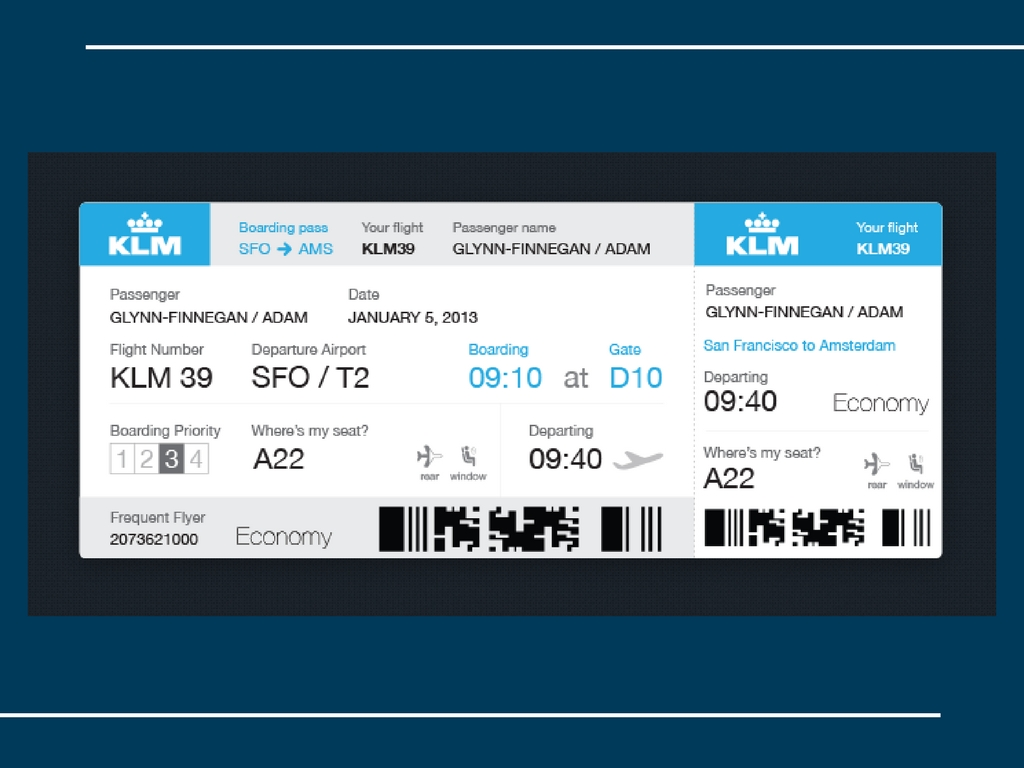 KLM
Boarding pass Your flight Passenger name
SFO → AMS KLM39 GLYNN-FINNEGAN / ADAM
Passenger Date
GLYNN-FINNEGAN / ADAM JANUARY 5, 2013
Flight Number Departure Airport Boarding Gate
KLM 39 SFO / T2 09:10 at D10
Boarding Priority Where's my seat? Departing
1 2 3 4 A22 09:40
rear window
Frequent Flyer
2073621000 Economy
KLM
Your flight
KLM39
Passenger
GLYNN-FINNEGAN / ADAM
San Francisco to Amsterdam
Departing
09:40 Economy
Where's my seat?
A22
rear window